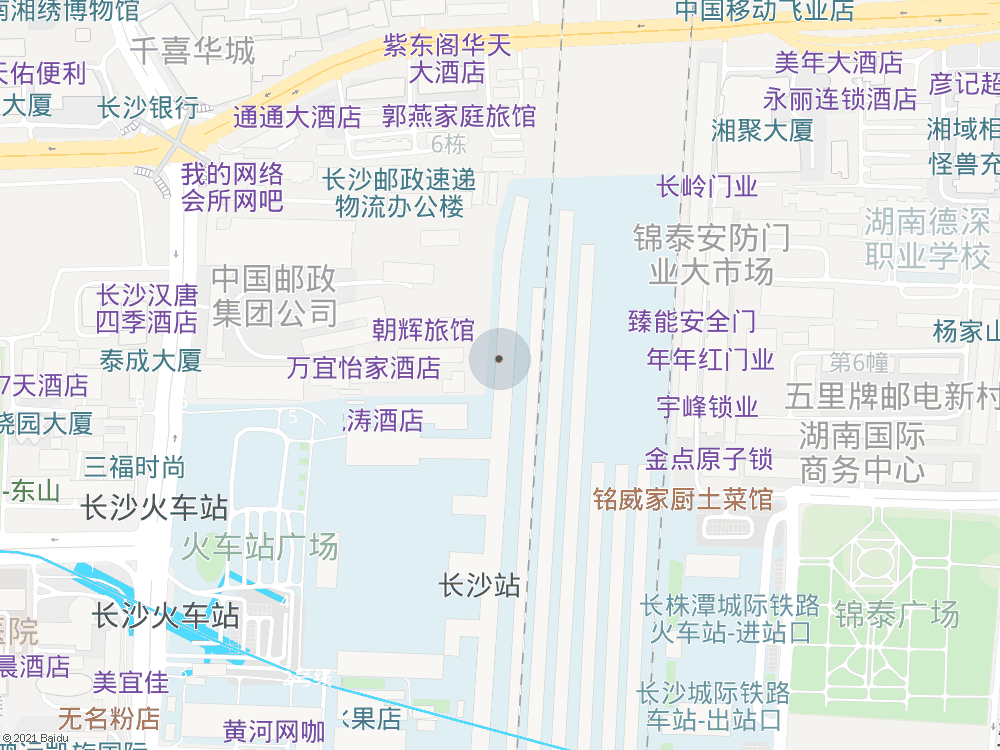 南湘绣博物馆
中国移动飞业店
千喜华城
紫东阁华天
大酒店
美年大酒店
天佑便利
大厦
长沙银行
通通大酒店
郭燕家庭旅馆
永丽连锁酒店
彦记超
6栋
湘聚大厦
湘域相
怪兽充
我的网络
会所网吧
长沙邮政速递
物流办公楼
长岭门业
锦泰安防门
业大市场
湖南德深
职业学校
中国邮政
集团公司
长沙汉唐
四季酒店
朝辉旅馆
臻能安全门
杨家山
泰成大厦
万宜怡家酒店
年年红门业
第6幢
7天酒店
五里牌邮电新村
晓园大厦
5
涛酒店
宇峰锁业
湖南国际
商务中心
三福时尚
金点原子锁
-东山
长沙火车站
铭威家厨土菜馆
火车站广场
长沙站
长沙火车站
长株潭城际铁路
火车站-进站口
锦泰广场
医院
晨酒店
美宜佳
2号线
长沙城际铁路
车站-出站口
无名粉店
黄河网咖
水果店
© 2021 Baidu